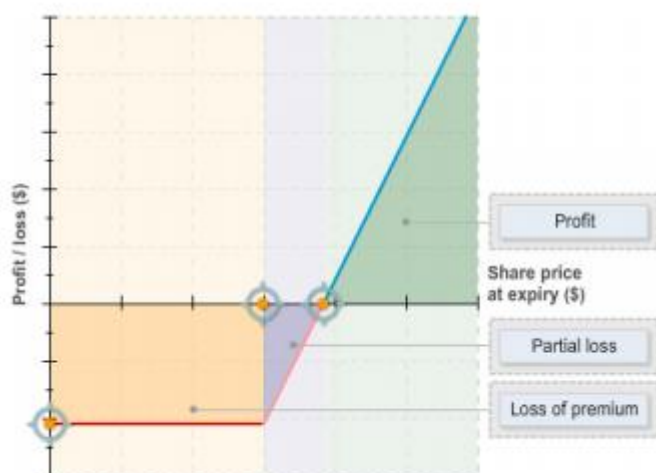 Profit / loss ($)
Profit
Share price
at expiry ($)
Partial loss
Loss of premium